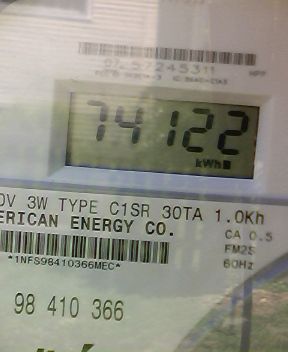 57245311
74122
kWh
0V 3W TYPE C1SR 30TA 1.0Kh
ERICAN ENERGY CO.
CA 0.5
FM2S
60Hz
*1NFS98410366MEC*
98 410 366